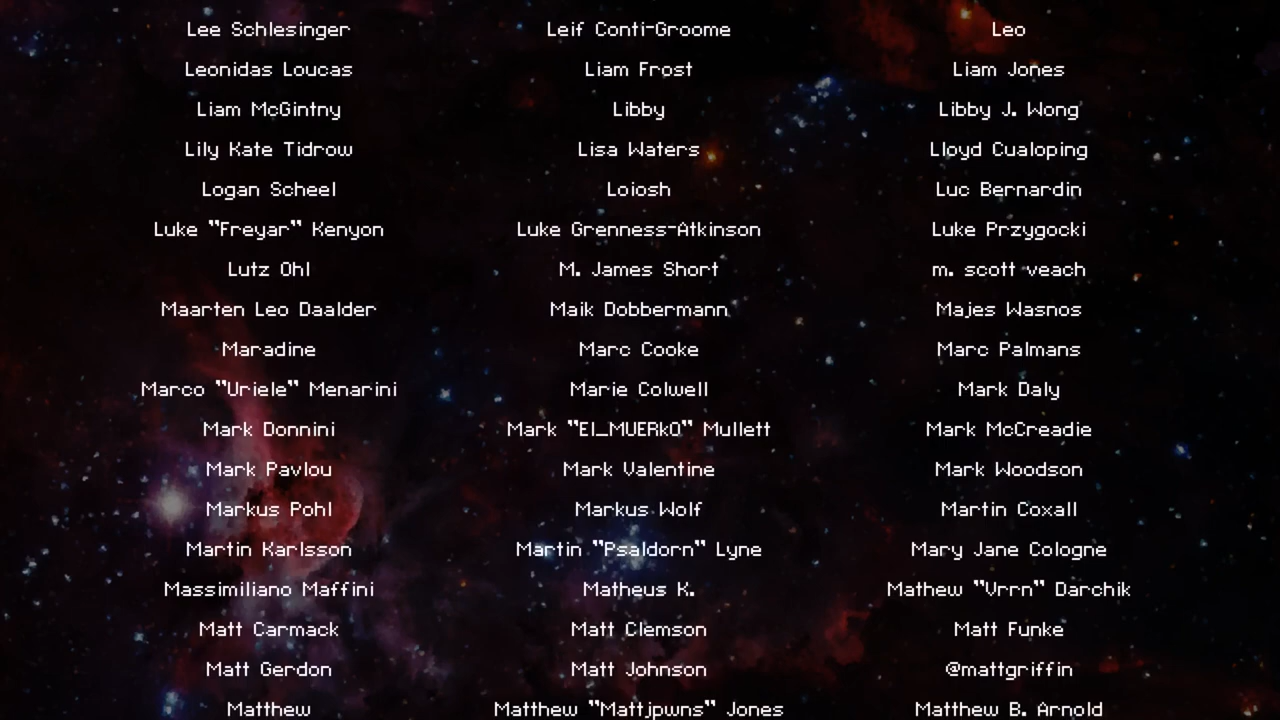 Lee Schlesinger Leif Conti-Groome Leo
Leonidas Loucas Liam Frost Liam Jones
Liam McGintny Libby Libby J. Wong
Lily Kate Tidrow Lisa Waters Lloyd Cualoping
Logan Scheel Loiosh Luc Bernardin
Luke "Freyar" Kenyon Luke Grenness-Atkinson Luke Przygocki
Lutz Ohl M. James Short m. scott veach
Maarten Leo Daalder Maik Dobbermann Majes Wasnos
Maradine Marc Cooke Marc Palmans
Marco "Uriele" Menarini Marie Colwell Mark Daly
Mark Donnini Mark "El_MUERkO" Mullett Mark McCreadie
Mark Pavlou Mark Valentine Mark Woodson
Markus Pohl Markus Wolf Martin Coxall
Martin Karlsson Martin "Psaldorn" Lyne Mary Jane Cologne
Massimiliano Maffini Matheus K. Mathew "Vrrn" Darchik
Matt Carmack Matt Clemson Matt Funke
Matt Gerdon Matt Johnson @mattgriffin
Matthew Matthew "Mattjpwns" Jones Matthew B. Arnold